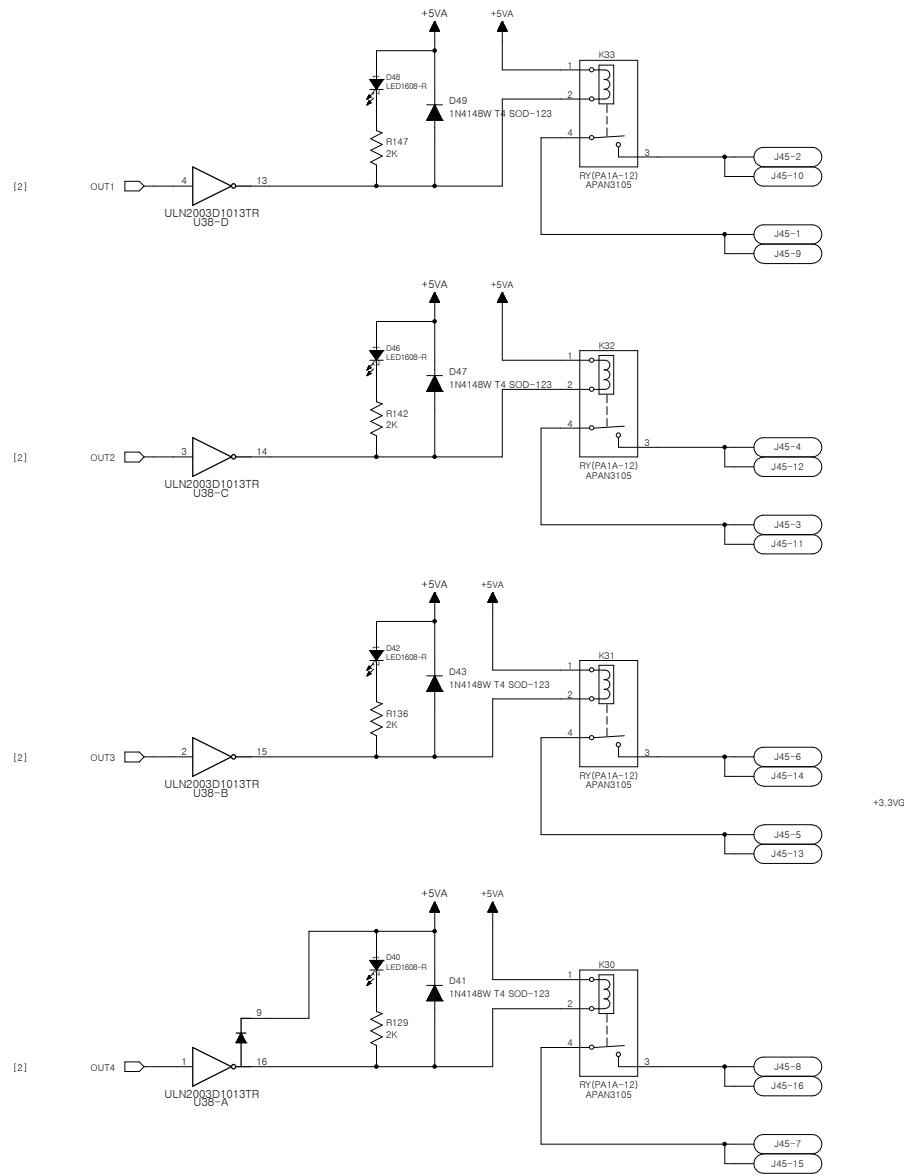 +5VA
+5VA
K33
D48
LED1608-R
1
2
D49
1N4148W T4 SOD-123
R147
2K
4
3
J45-2
J45-10
[2]
OUT1
4
13
RY(PA1A-12)
APAN3105
ULN2003D1013TR
U38-D
J45-1
J45-9
+5VA
+5VA
K32
D46
LED1608-R
1
2
D47
1N4148W T4 SOD-123
R142
2K
4
3
J45-4
J45-12
[2]
OUT2
3
14
RY(PA1A-12)
APAN3105
ULN2003D1013TR
U38-C
J45-3
J45-11
+5VA
+5VA
K31
D42
LED1608-R
1
2
D43
1N4148W T4 SOD-123
R136
2K
4
3
J45-6
J45-14
[2]
OUT3
2
15
RY(PA1A-12)
APAN3105
ULN2003D1013TR
U38-B
+3.3VG
J45-5
J45-13
+5VA
+5VA
K30
D40
LED1608-R
1
2
D41
1N4148W T4 SOD-123
9
R129
2K
4
3
J45-8
J45-16
[2]
OUT4
1
16
RY(PA1A-12)
APAN3105
ULN2003D1013TR
U38-A
J45-7
J45-15